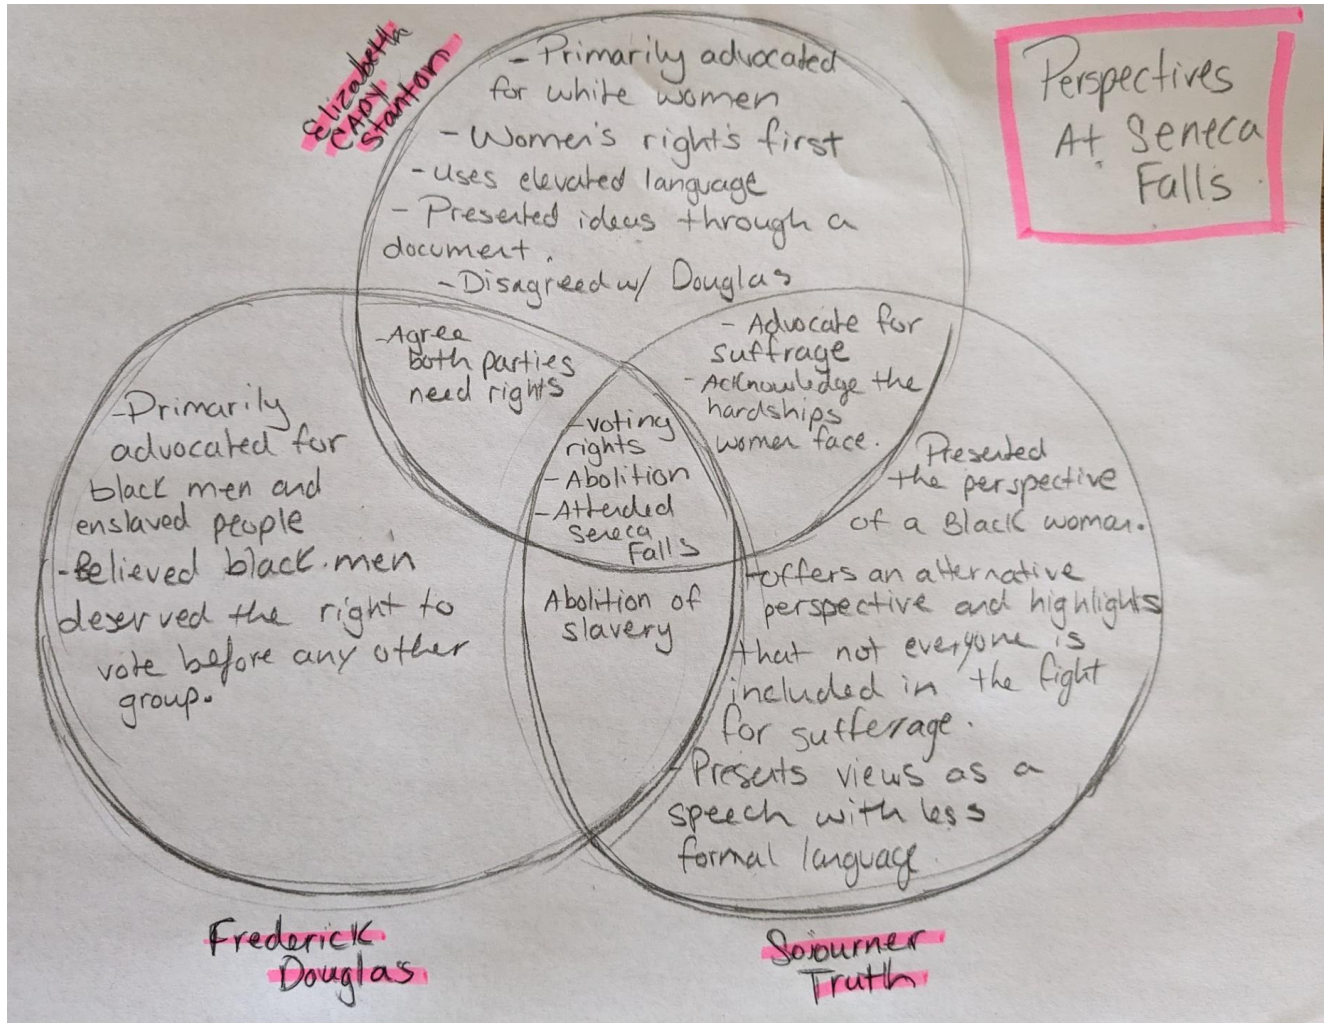 Perspectives
At Seneca
Falls
Elizabeth
CADY
Stanton
- Primarily advocated
for white women
- Women's right's first
- uses elevated language
- Presented ideas through a
document.
- Disagreed w/ Douglas
- Agree
both parties
need rights
- Advocate for
suffrage
- Acknowledge the
hardships
women face.
- voting
rights
- Abolition
- Attended
Seneca
Falls
- Primarily
advocated for
black men and
enslaved people
- Believed black men
deserved the right to
vote before any other
group.
Abolition of
slavery
Presented
the perspective
of a Black woman.
- offers an alternative
perspective and highlights
that not everyone is
included in the fight
for sufferage.
- Presents views as a
speech with less
formal language.
Frederick
Douglas
Sojourner
Truth